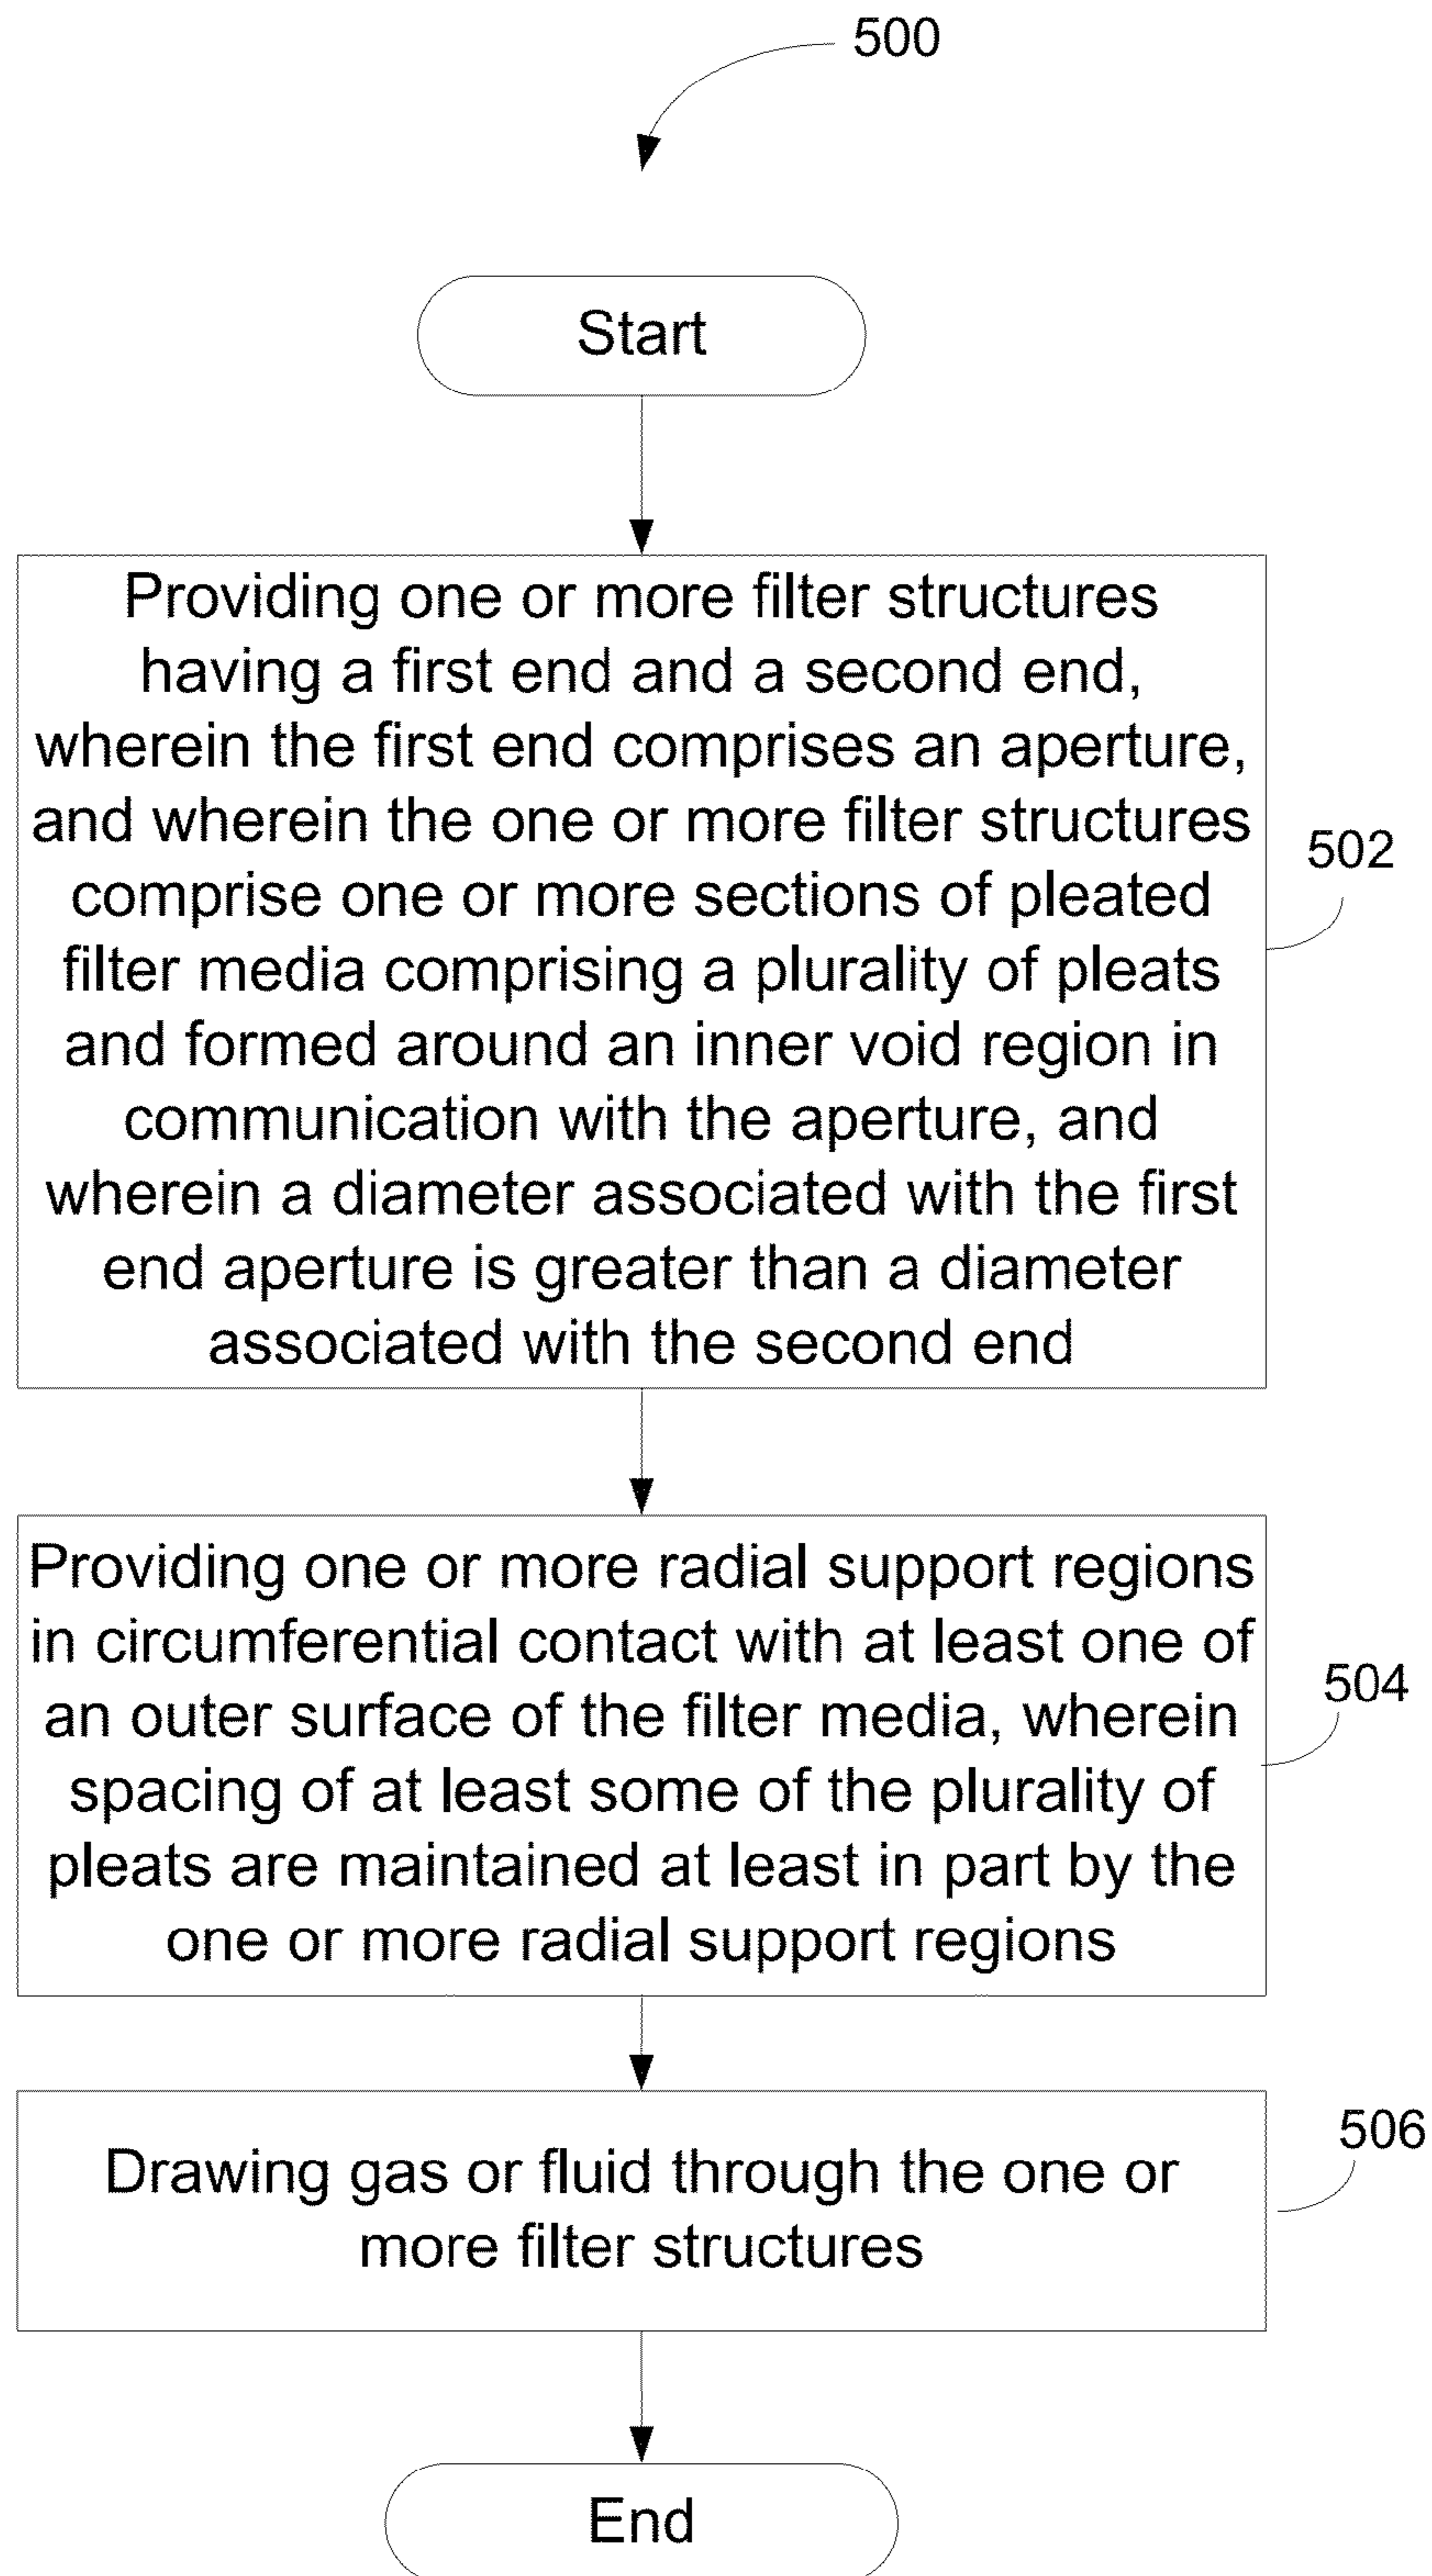 500
Start
Providing one or more filter structures
having a first end and a second end,
wherein the first end comprises an aperture,
and wherein the one or more filter structures
comprise one or more sections of pleated
filter media comprising a plurality of pleats
and formed around an inner void region in
communication with the aperture, and
wherein a diameter associated with the first
end aperture is greater than a diameter
associated with the second end
502
Providing one or more radial support regions
in circumferential contact with at least one of
an outer surface of the filter media, wherein
spacing of at least some of the plurality of
pleats are maintained at least in part by the
one or more radial support regions
504
Drawing gas or fluid through the one or
more filter structures
506
End